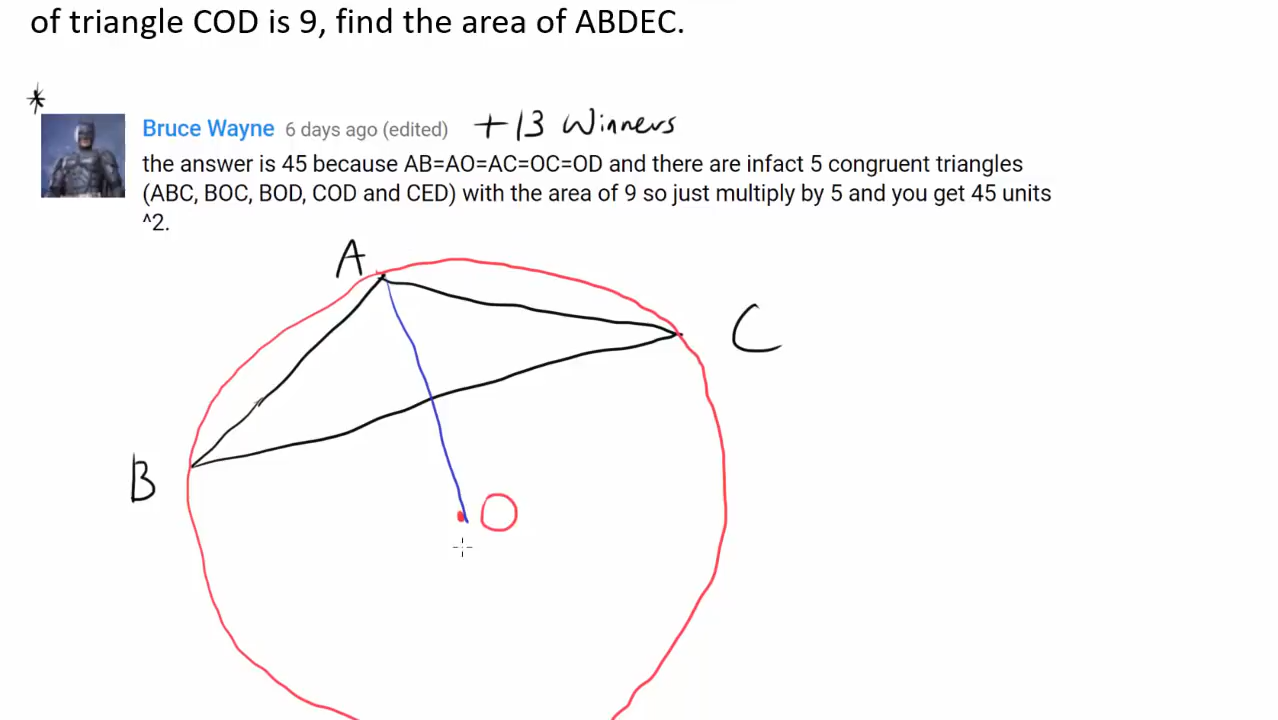 of triangle COD is 9, find the area of ABDEC.
*
Bruce Wayne 6 days ago (edited) +13 Winners
the answer is 45 because AB=AO=AC=OC=OD and there are infact 5 congruent triangles
(ABC, BOC, BOD, COD and CED) with the area of 9 so just multiply by 5 and you get 45 units
^2.
A
C
B
O